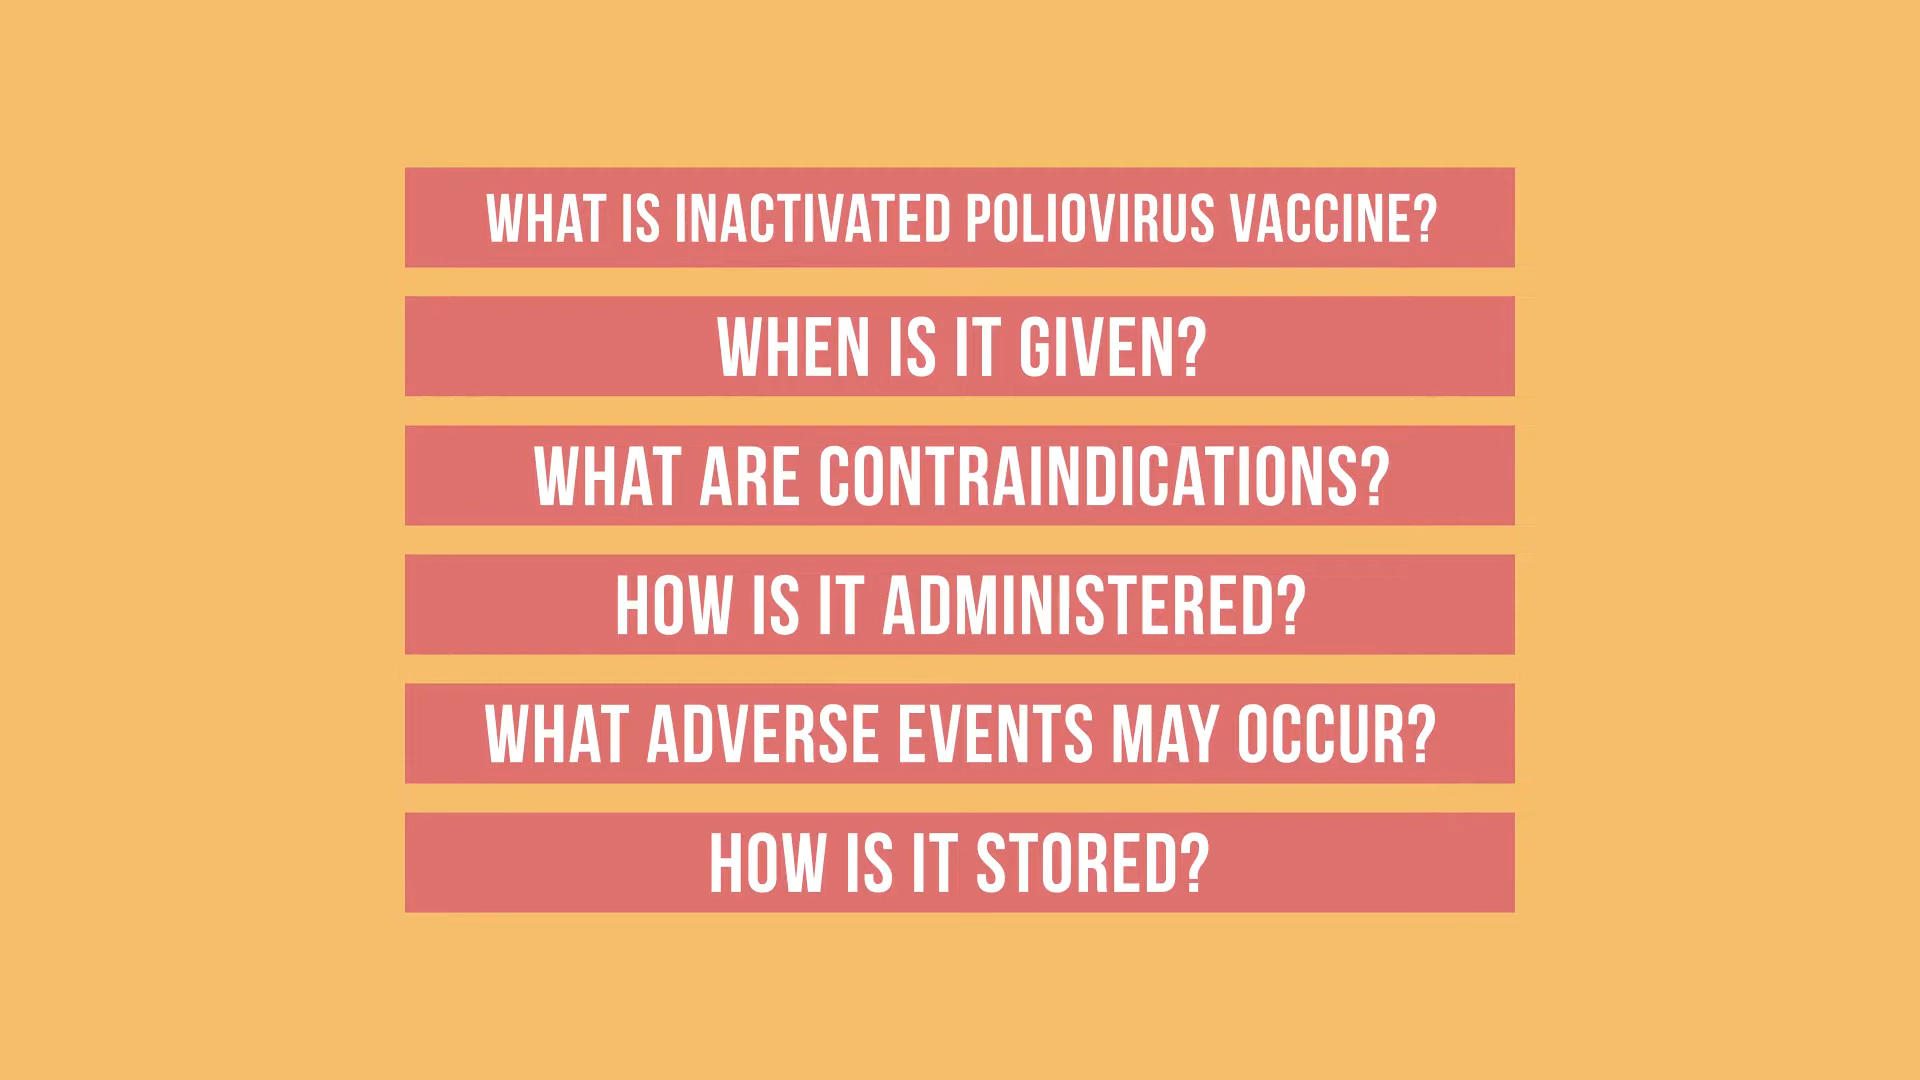 WHAT IS INACTIVATED POLIOVIRUS VACCINE?
WHEN IS IT GIVEN?
WHAT ARE CONTRAINDICATIONS?
HOW IS IT ADMINISTERED?
WHAT ADVERSE EVENTS MAY OCCUR?
HOW IS IT STORED?